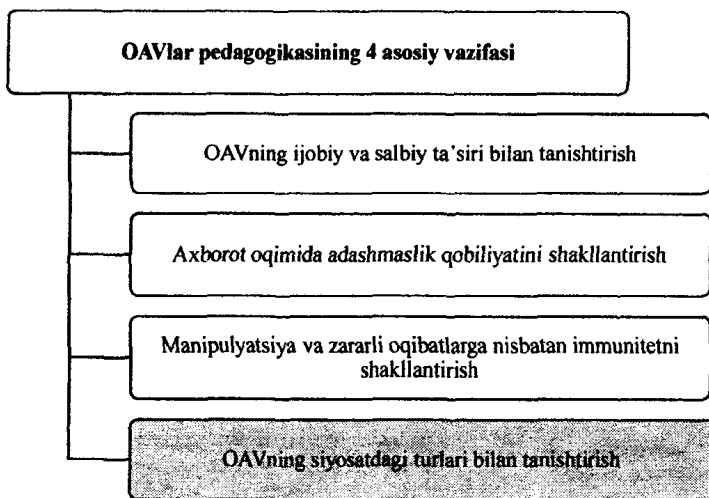 OAVlar pedagogikasining 4 asosiy vazifasi
OAVning ijobiy va salbiy ta'siri bilan tanishtirish
Axborot oqimida adashmaslik qobiliyatini shakllantirish
Manipulyatsiya va zararli oqibatlarga nisbatan immunitetni
shakllantirish
OAVning siyosatdagi turlari bilan tanishtirish